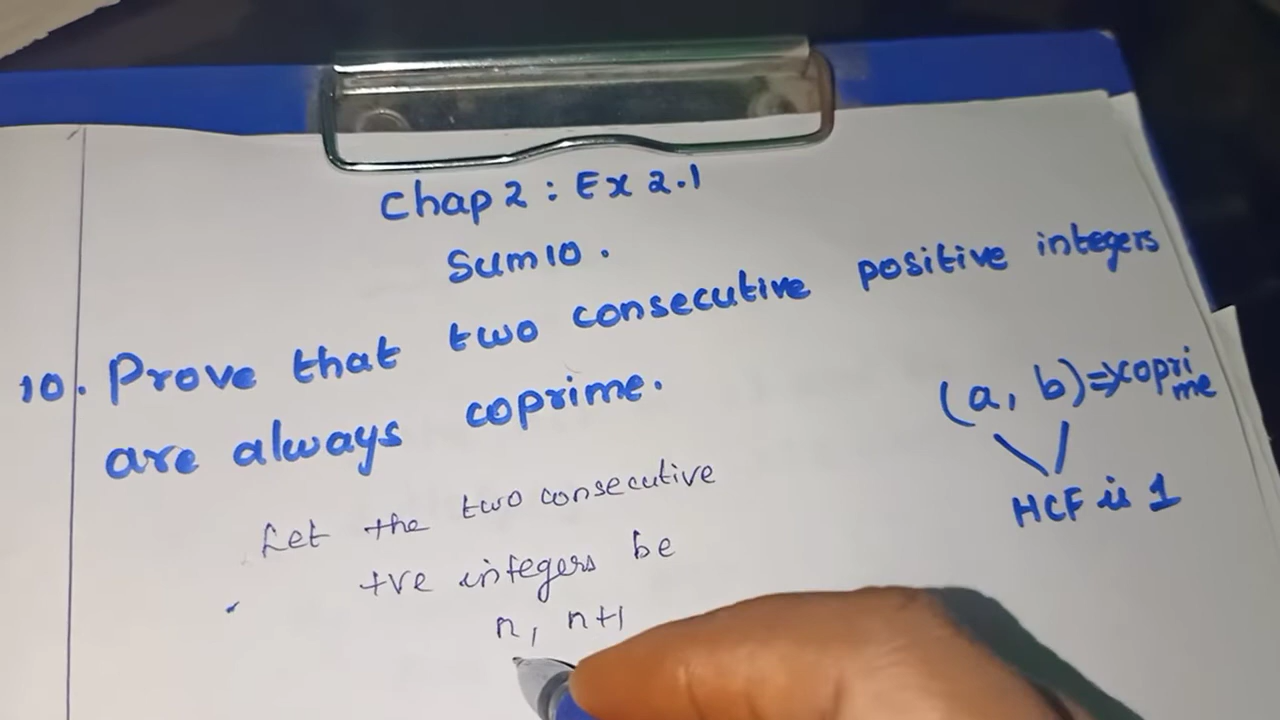 Chap 2 : Ex 2.1
Sum 10 .
10. Prove that two consecutive positive integers
are always coprime.
(a, b) => coprime
HCF is 1
Let the two consecutive
+ve integers be
n, n+1